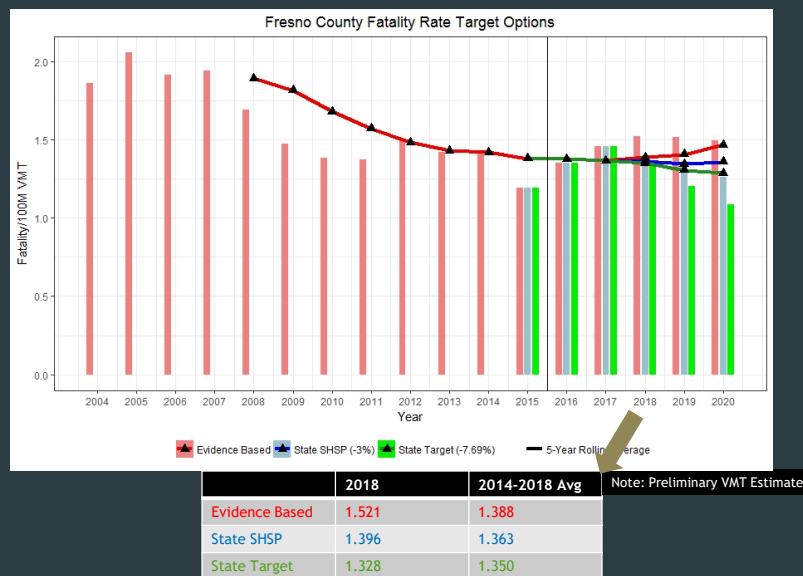 Fresno County Fatality Rate Target Options
Fatality/100M VMT
2.0
1.5
1.0
0.5
0.0
2004 2005 2006 2007 2008 2009 2010 2011 2012 2013 2014 2015 2016 2017 2018 2019 2020
Year
Evidence Based State SHSP (-3%) State Target (-7.69%) 5-Year Rolling erage
2018 2014-2018 Avg
Note: Preliminary VMT Estimate
Evidence Based 1.521 1.388
State SHSP 1.396 1.363
State Target 1.328 1.350